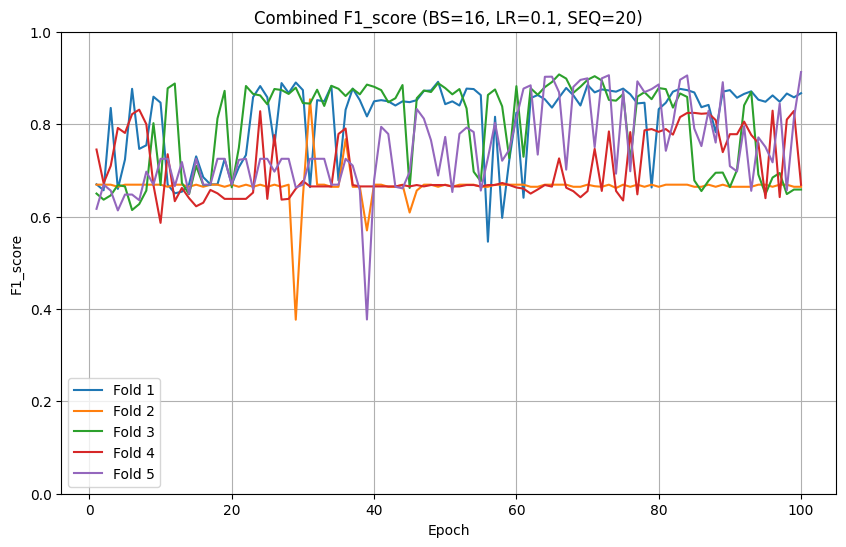 Combined F1_score (BS=16, LR=0.1, SEQ=20)
F1_score
1.0
0.8
0.6
0.4
0.2
0.0
Fold 1
Fold 2
Fold 3
Fold 4
Fold 5
0 20 40 60 80 100
Epoch